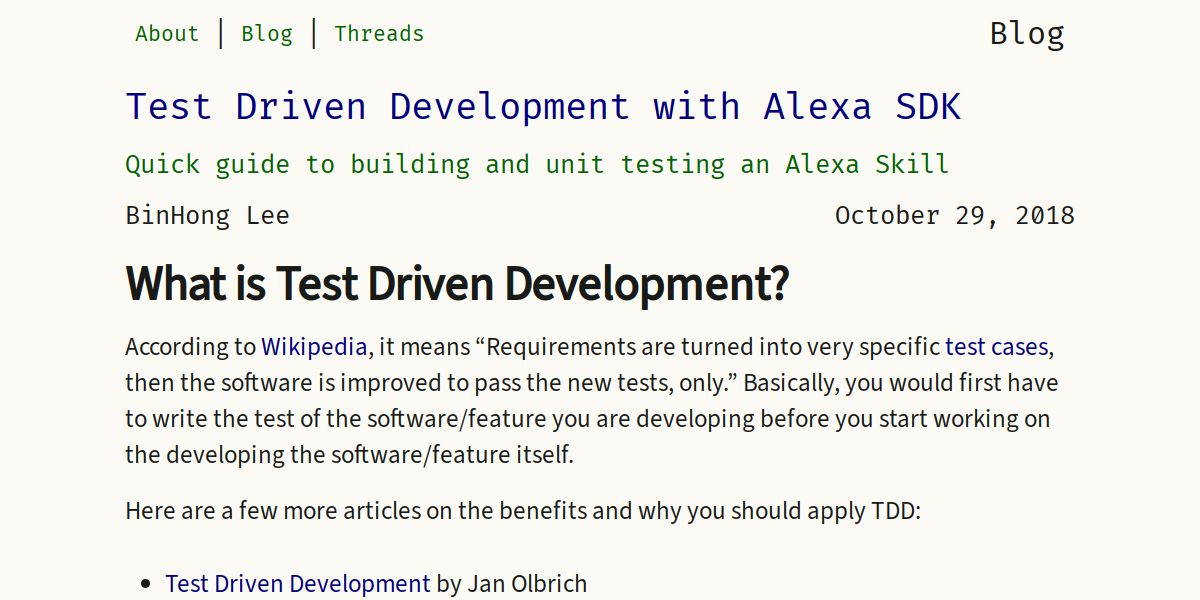 About | Blog | Threads
Blog
Test Driven Development with Alexa SDK
Quick guide to building and unit testing an Alexa Skill
BinHong Lee
October 29, 2018
What is Test Driven Development?
According to Wikipedia, it means “Requirements are turned into very specific test cases,
then the software is improved to pass the new tests, only.” Basically, you would first have
to write the test of the software/feature you are developing before you start working on
the developing the software/feature itself.
Here are a few more articles on the benefits and why you should apply TDD:
• Test Driven Development by Jan Olbrich